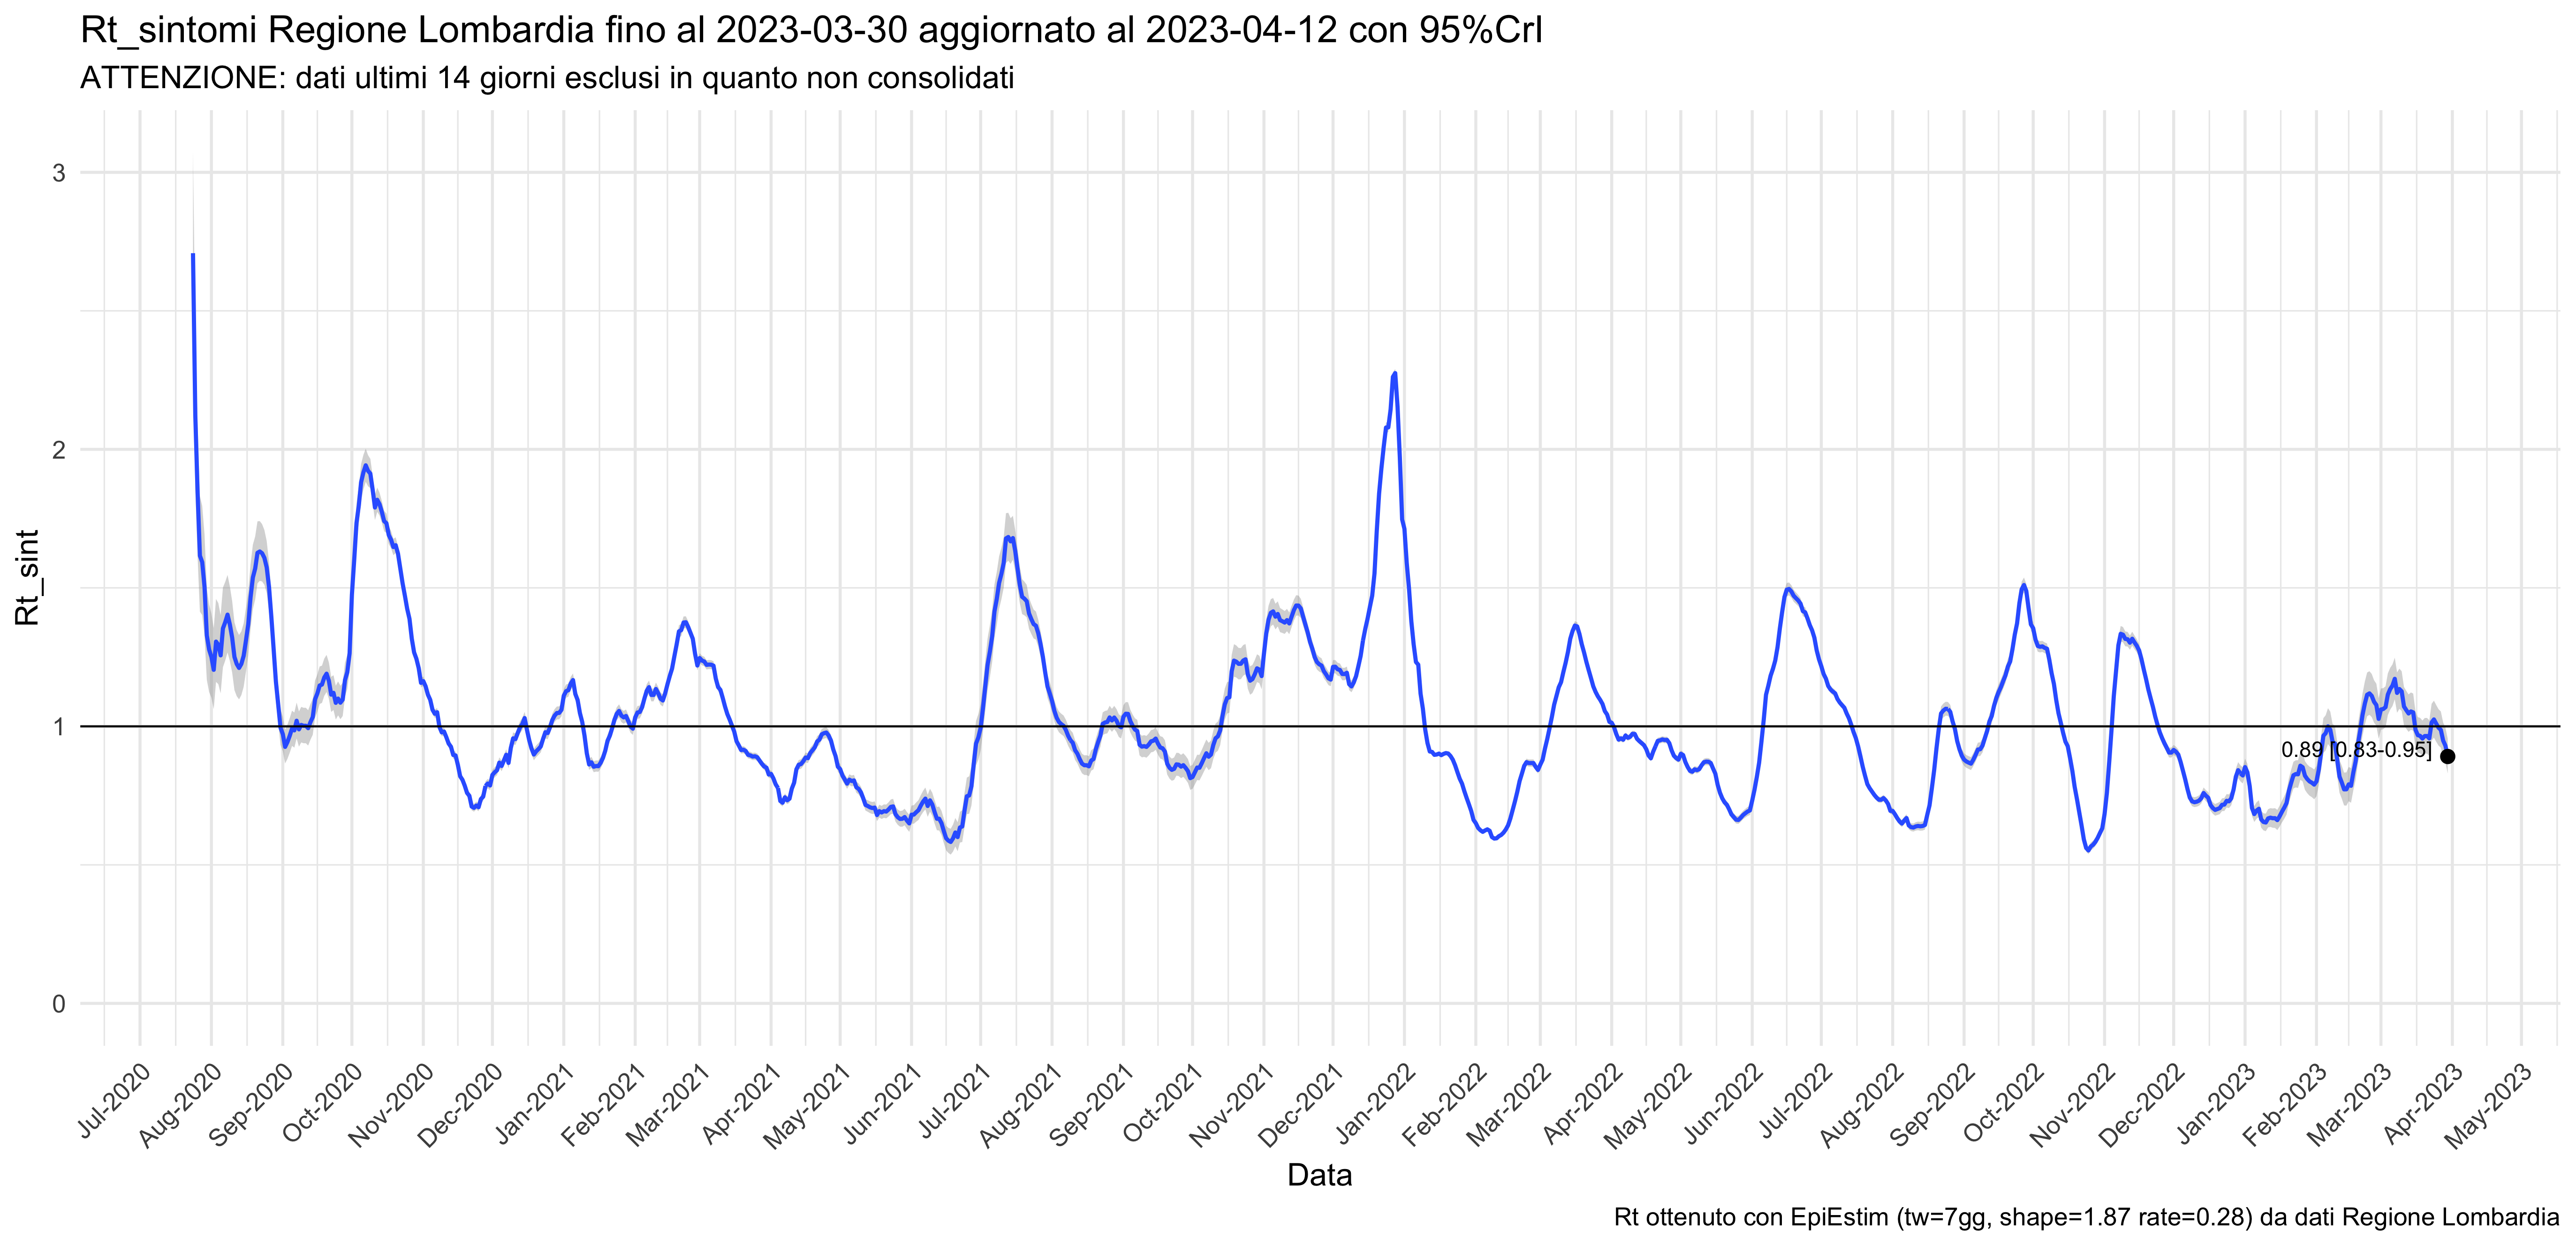 Rt_sintomi Regione Lombardia fino al 2023-03-30 aggiornato al 2023-04-12 con 95%CrI
ATTENZIONE: dati ultimi 14 giorni esclusi in quanto non consolidati
3
2
1
0
Rt_sint
0.89 [0.83-0.95]
Jul-2020
Aug-2020
Sep-2020
Oct-2020
Nov-2020
Dec-2020
Jan-2021
Feb-2021
Mar-2021
Apr-2021
May-2021
Jun-2021
Jul-2021
Aug-2021
Sep-2021
Oct-2021
Nov-2021
Dec-2021
Jan-2022
Feb-2022
Mar-2022
Apr-2022
May-2022
Jun-2022
Jul-2022
Aug-2022
Sep-2022
Oct-2022
Nov-2022
Dec-2022
Jan-2023
Feb-2023
Mar-2023
Apr-2023
May-2023
Data
Rt ottenuto con EpiEstim (tw=7gg, shape=1.87 rate=0.28) da dati Regione Lombardia